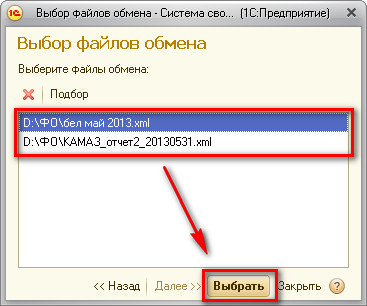 Выбор файлов обмена - Система сво... (1С:Предприятие)
Выбор файлов обмена
Выберите файлы обмена:
Подбор
D:\ФО\бел май 2013.xml
D:\ФО\КАМАЗ_отчет2_20130531.xml
<< Назад Далее >> Выбрать Закрыть ?